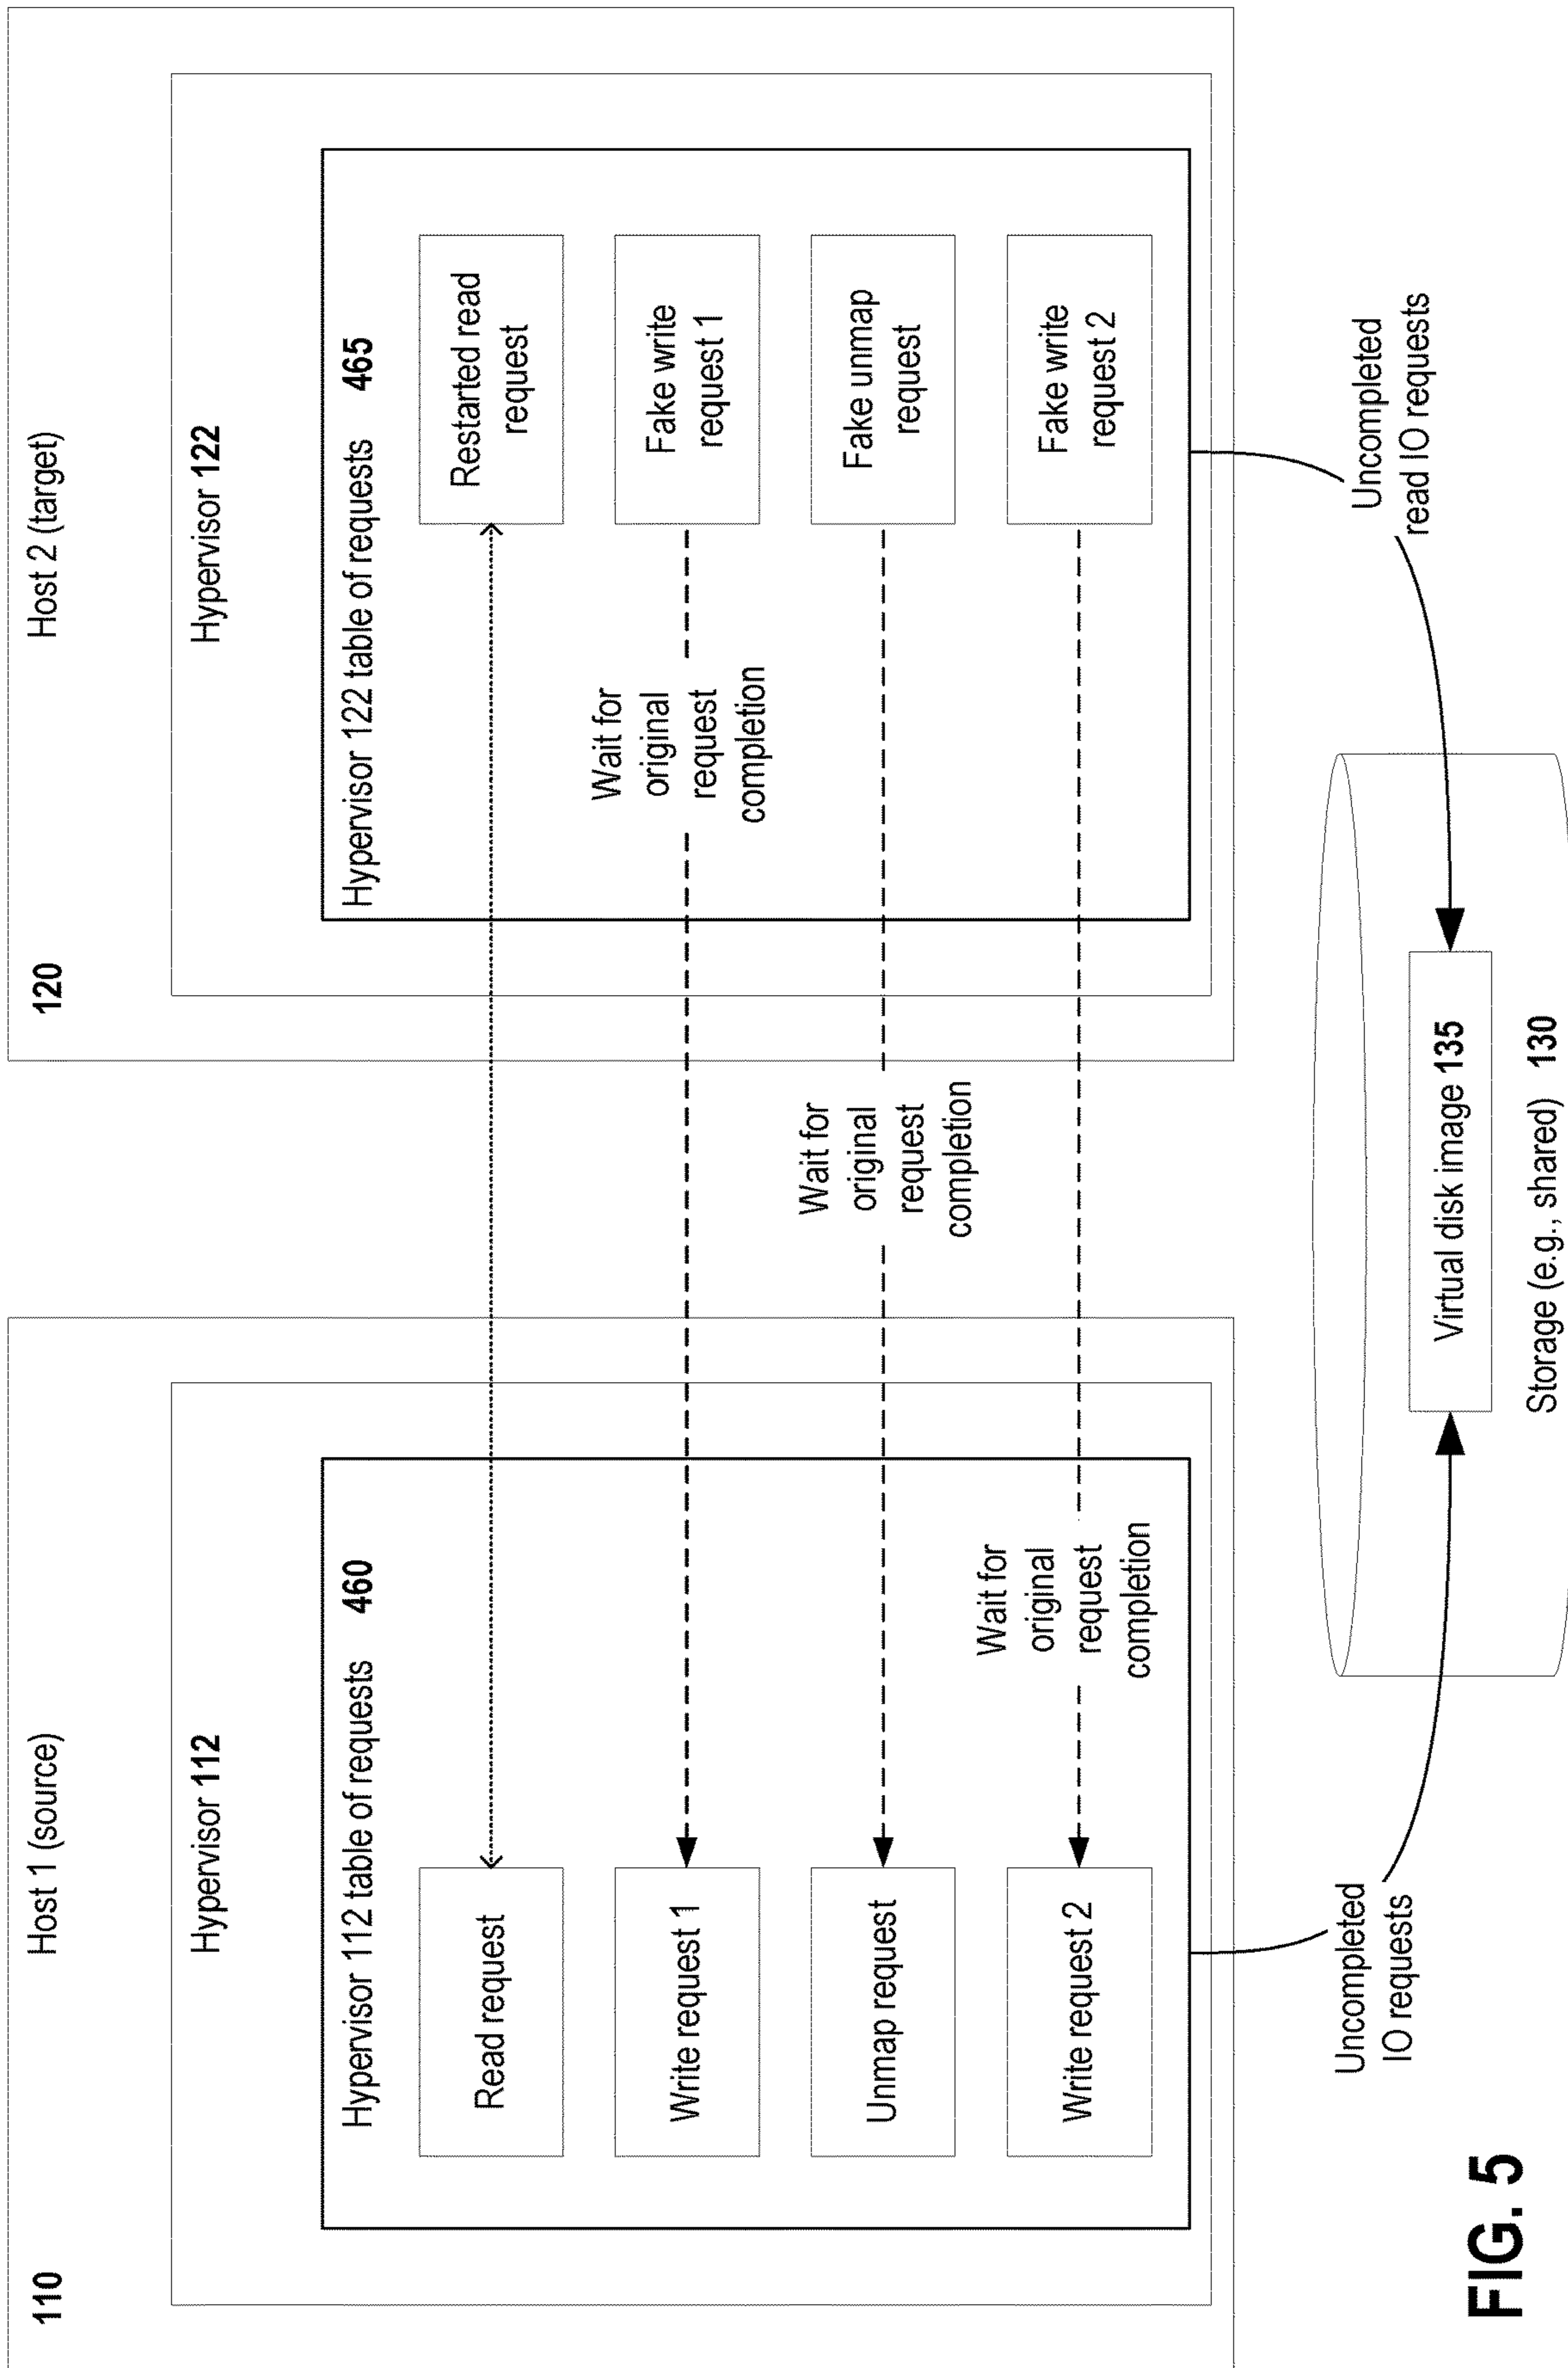 110
Host 1 (source)
120
Host 2 (target)
Hypervisor 112
Hypervisor 122
Hypervisor 112 table of requests 460
Hypervisor 122 table of requests 465
Read request
Restarted read
request
Write request 1
Wait for
original
request
completion
Fake write
request 1
Unmap request
Wait for
original
request
completion
Fake unmap
request
Write request 2
Wait for
original
request
completion
Fake write
request 2
Uncompleted
IO requests
Uncompleted
read IO requests
Virtual disk image 135
Storage (e.g., shared) 130
FIG. 5